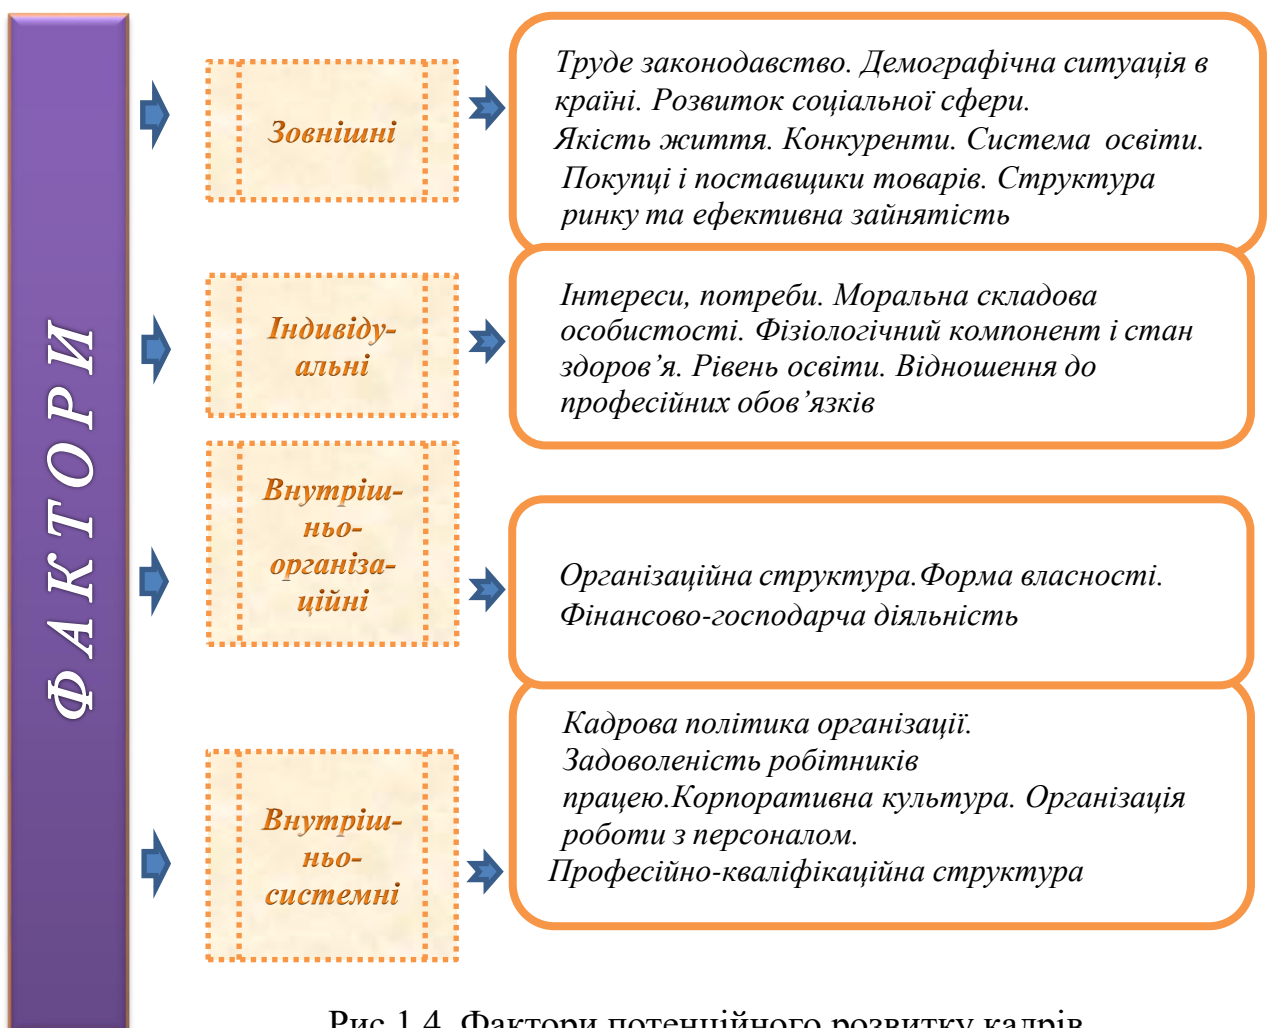 ФАКТОРИ
Зовнішні
Труде законодавство. Демографічна ситуація в
країні. Розвиток соціальної сфери.
Якість життя. Конкуренти. Система освіти.
Покупці і поставщики товарів. Структура
ринку та ефективна зайнятість
Індивіду-
альні
Інтереси, потреби. Моральна складова
особистості. Фізіологічний компонент і стан
здоров’я. Рівень освіти. Відношення до
професійних обов’язків
Внутріш-
ньо-
організа-
ційні
Організаційна структура.Форма власності.
Фінансово-господарча діяльність
Внутріш-
ньо-
системні
Кадрова політика організації.
Задоволеність робітників
працею.Корпоративна культура. Організація
роботи з персоналом.
Професійно-кваліфікаційна структура
Рис 1.4. Фактори потенційного розвитку кадрів